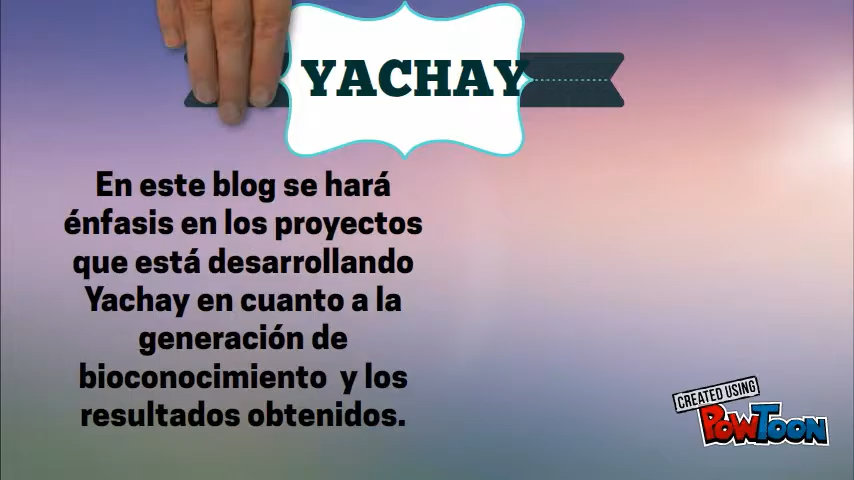 YACHAY
En este blog se hará
énfasis en los proyectos
que está desarrollando
Yachay en cuanto a la
generación de
bioconocimiento y los
resultados obtenidos.
CREATED USING
POWTOON